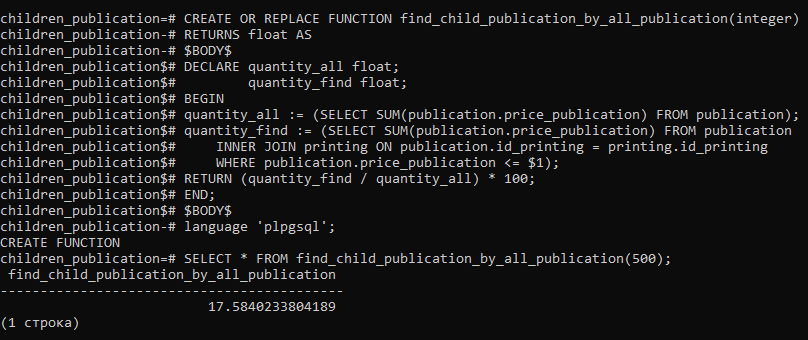 children_publication=# CREATE OR REPLACE FUNCTION find_child_publication_by_all_publication(integer)
children_publication-# RETURNS float AS
children_publication-# $BODY$
children_publication$# DECLARE quantity_all float;
children_publication$#         quantity_find float;
children_publication$# BEGIN
children_publication$# quantity_all := (SELECT SUM(publication.price_publication) FROM publication);
children_publication$# quantity_find := (SELECT SUM(publication.price_publication) FROM publication
children_publication$#     INNER JOIN printing ON publication.id_printing = printing.id_printing
children_publication$#     WHERE publication.price_publication <= $1);
children_publication$# RETURN (quantity_find / quantity_all) * 100;
children_publication$# END;
children_publication$# $BODY$
children_publication-# language 'plpgsql';
CREATE FUNCTION
children_publication=# SELECT * FROM find_child_publication_by_all_publication(500);
 find_child_publication_by_all_publication
-------------------------------------------
                          17.5840233804189
(1 строка)